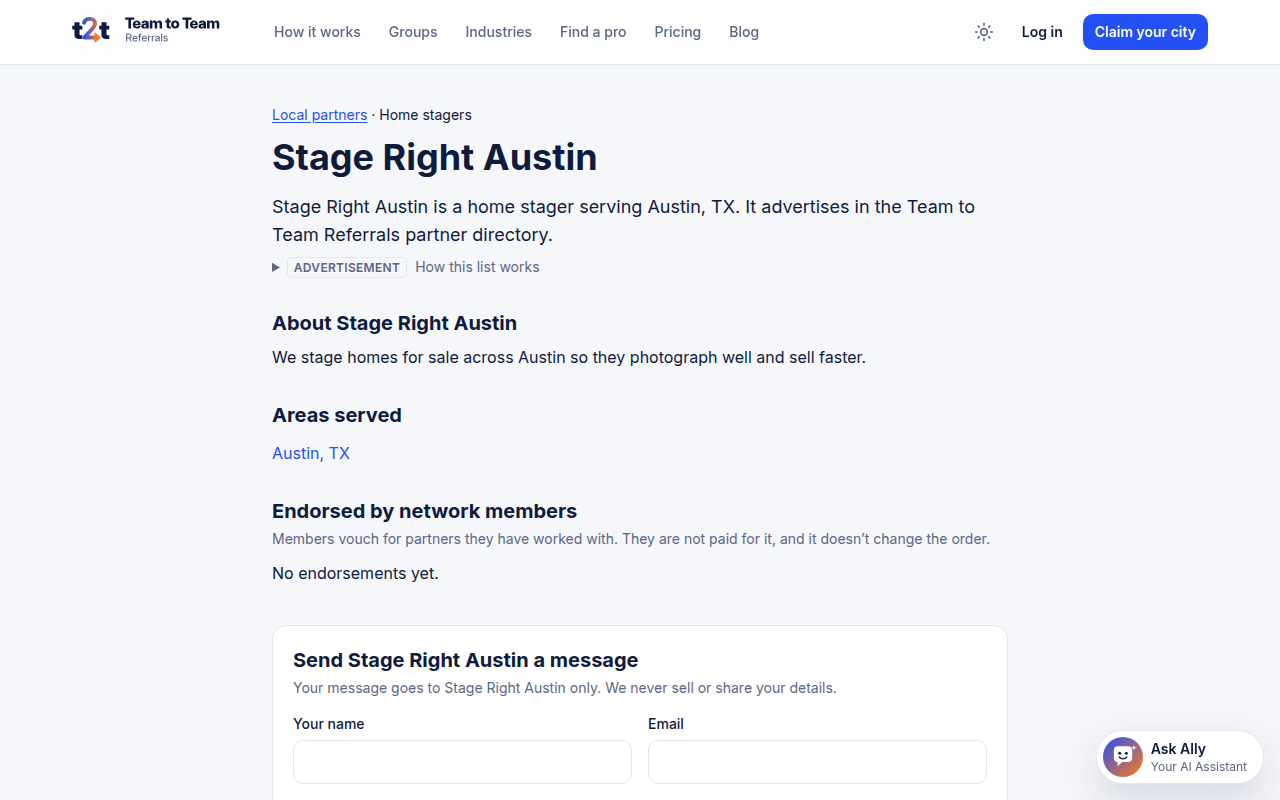 t2t Team to Team
Referrals
How it works Groups Industries Find a pro Pricing Blog Log in Claim your city
Local partners · Home stagers
Stage Right Austin
Stage Right Austin is a home stager serving Austin, TX. It advertises in the Team to
Team Referrals partner directory.
ADVERTISEMENT How this list works
About Stage Right Austin
We stage homes for sale across Austin so they photograph well and sell faster.
Areas served
Austin, TX
Endorsed by network members
Members vouch for partners they have worked with. They are not paid for it, and it doesn’t change the order.
No endorsements yet.
Send Stage Right Austin a message
Your message goes to Stage Right Austin only. We never sell or share your details.
Your name Email
Ask Ally
Your AI Assistant